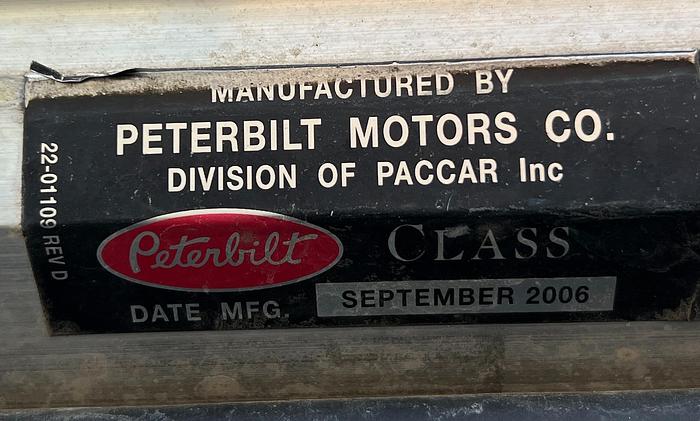 MANUFACTURED BY
PETERBILT MOTORS CO.
DIVISION OF PACCAR Inc
22-01109 REV D
Peterbilt
CLASS
DATE MFG.
SEPTEMBER 2006